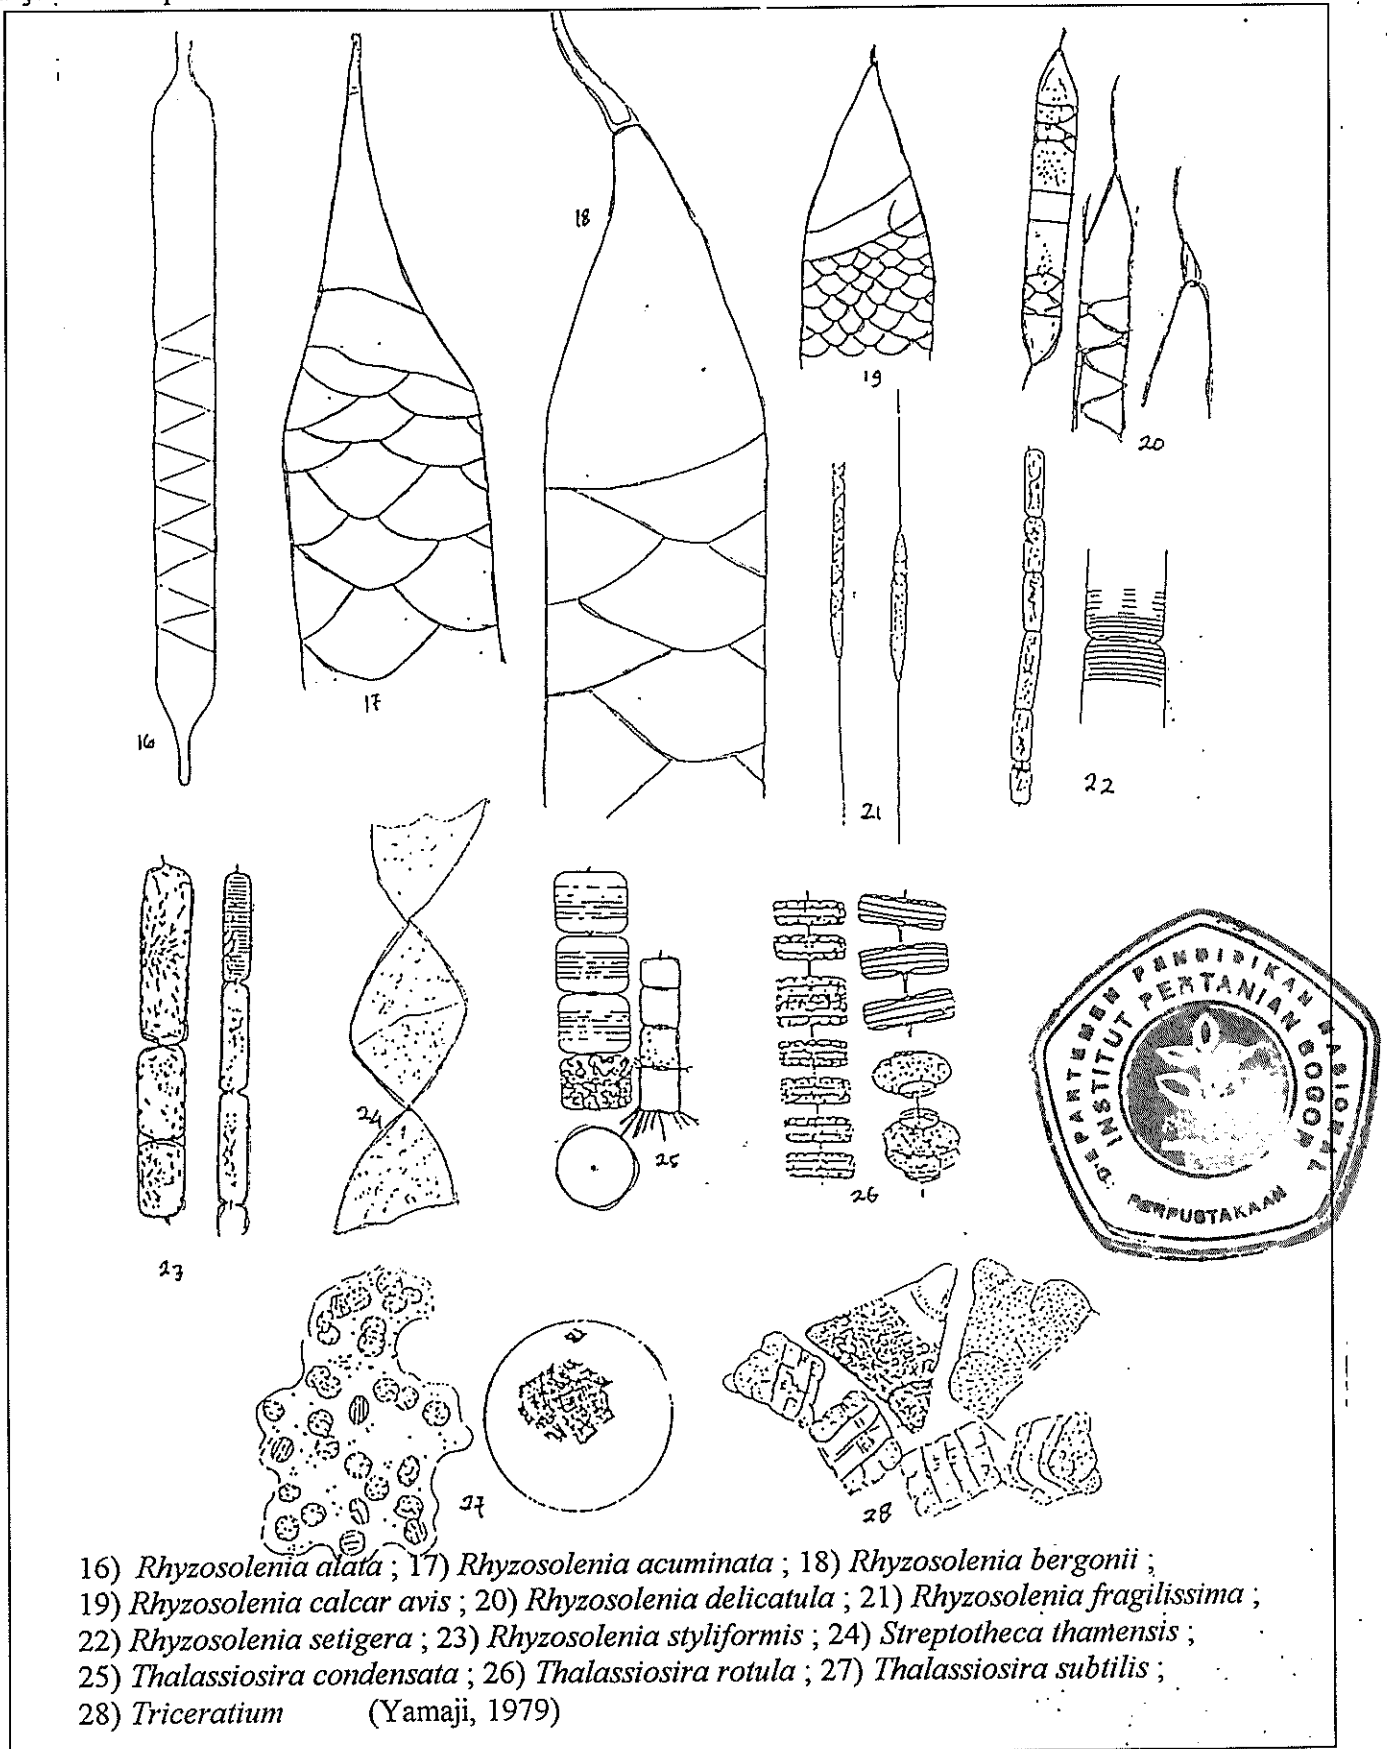 18
19
20
17
16
21
22
24
25
26
DEPARTEMEN PENDIDIKAN NASIONAL
INSTITUT PERTANIAN BOGOR
PERPUSTAKAAN
23
27
28
16) Rhyzosolenia alata ; 17) Rhyzosolenia acuminata ; 18) Rhyzosolenia bergonii ;
19) Rhyzosolenia calcar avis ; 20) Rhyzosolenia delicatula ; 21) Rhyzosolenia fragilissima ;
22) Rhyzosolenia setigera ; 23) Rhyzosolenia styliformis ; 24) Streptotheca thamensis ;
25) Thalassiosira condensata ; 26) Thalassiosira rotula ; 27) Thalassiosira subtilis ;
28) Triceratium (Yamaji, 1979)